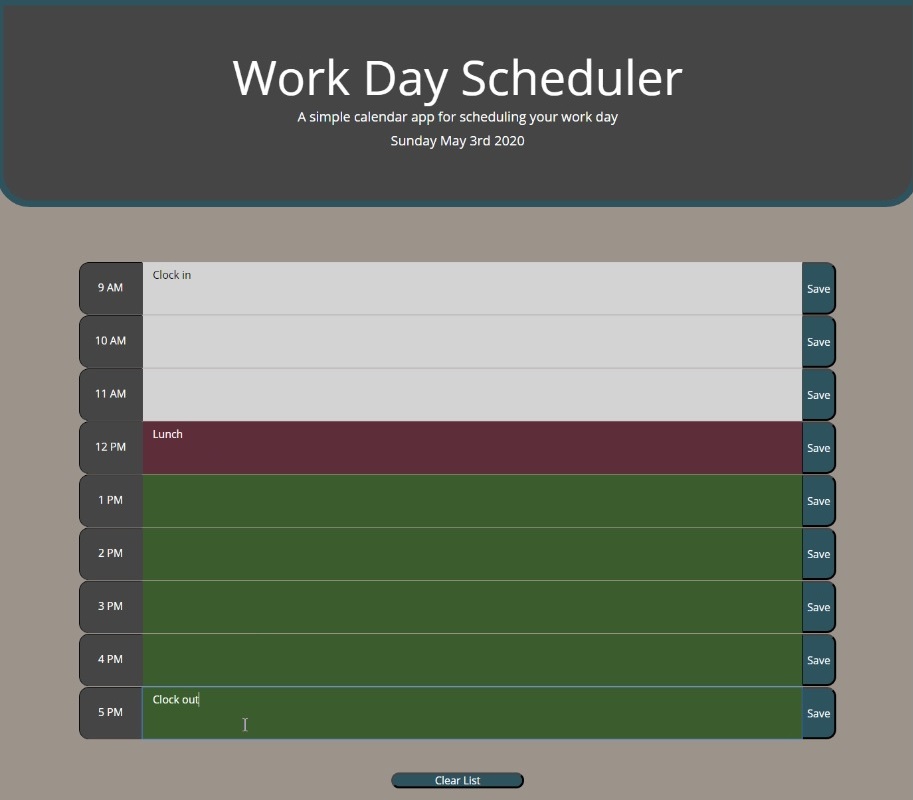 Work Day Scheduler
A simple calendar app for scheduling your work day
Sunday May 3rd 2020
9 AM Clock in Save
10 AM Save
11 AM Save
12 PM Lunch Save
1 PM Save
2 PM Save
3 PM Save
4 PM Save
5 PM Clock out Save
Clear List